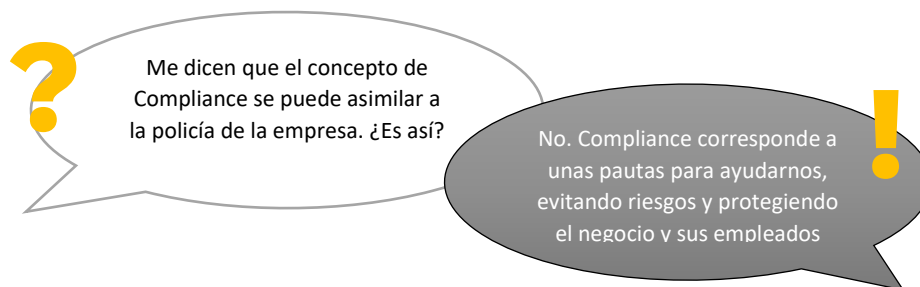 ?
Me dicen que el concepto de
Compliance se puede asimilar a
la policía de la empresa. ¿Es así?
!
No. Compliance corresponde a
unas pautas para ayudarnos,
evitando riesgos y protegiendo
el negocio y sus empleados